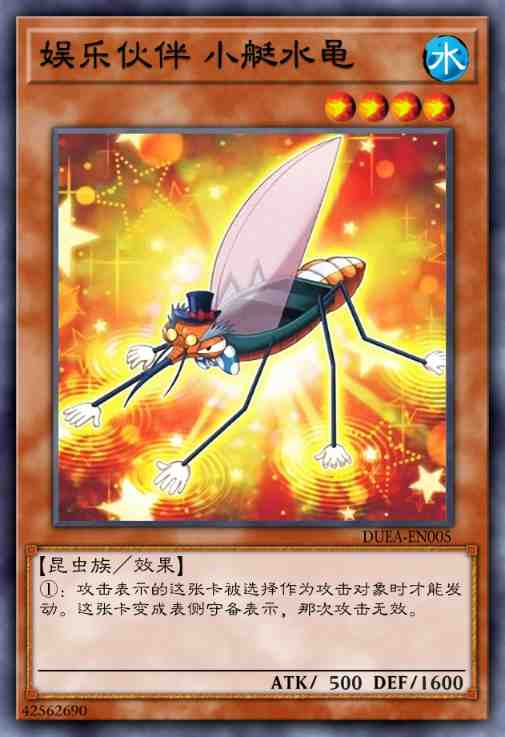 娱乐伙伴 小艇水黾
水
DUEA-EN005
【昆虫族／效果】
①：攻击表示的这张卡被选择作为攻击对象时才能发
动。这张卡变成表侧守备表示，那次攻击无效。
ATK/ 500 DEF/1600
42562690